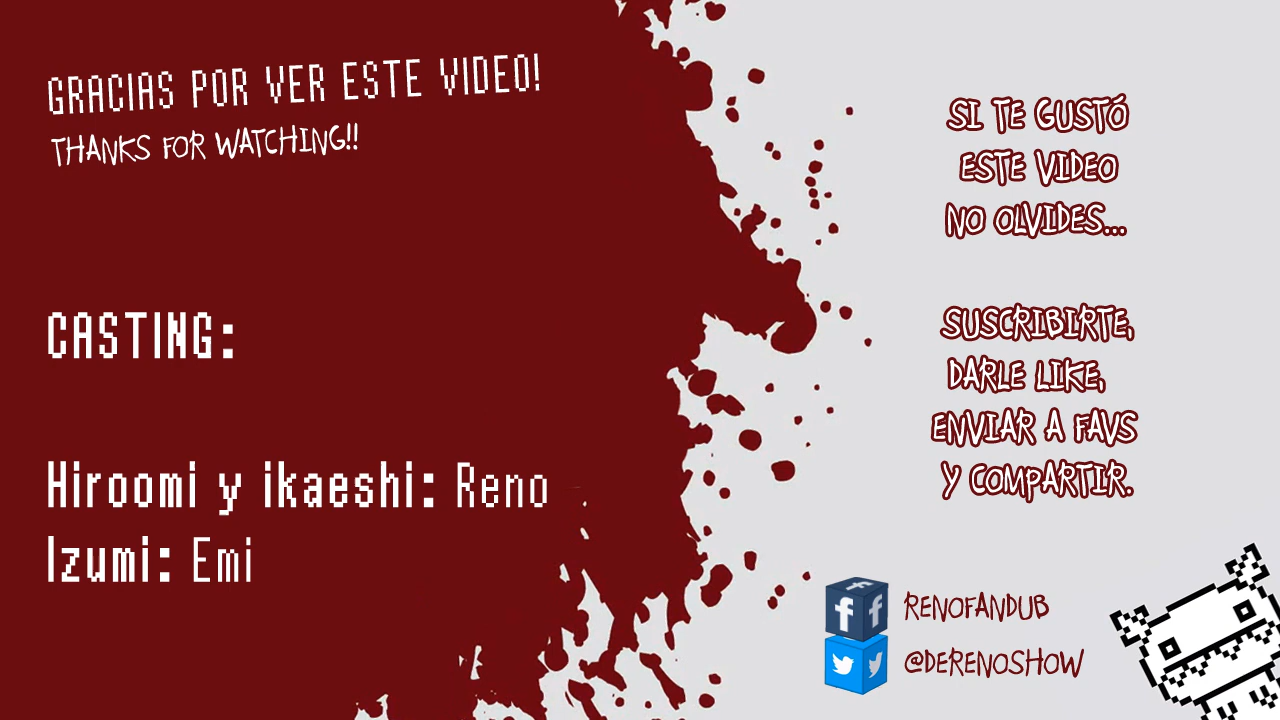 GRACIAS POR VER ESTE VIDEO!
THANKS FOR WATCHING!!
CASTING:
Hiroomi y ikaeshi: Reno
Izumi: Emi
SI TE GUSTÓ
ESTE VIDEO
NO OLVIDES...
SUSCRIBIRTE,
DARLE LIKE,
ENVIAR A FAVS
Y COMPARTIR.
RENOFANDUB
@DERENOSHOW